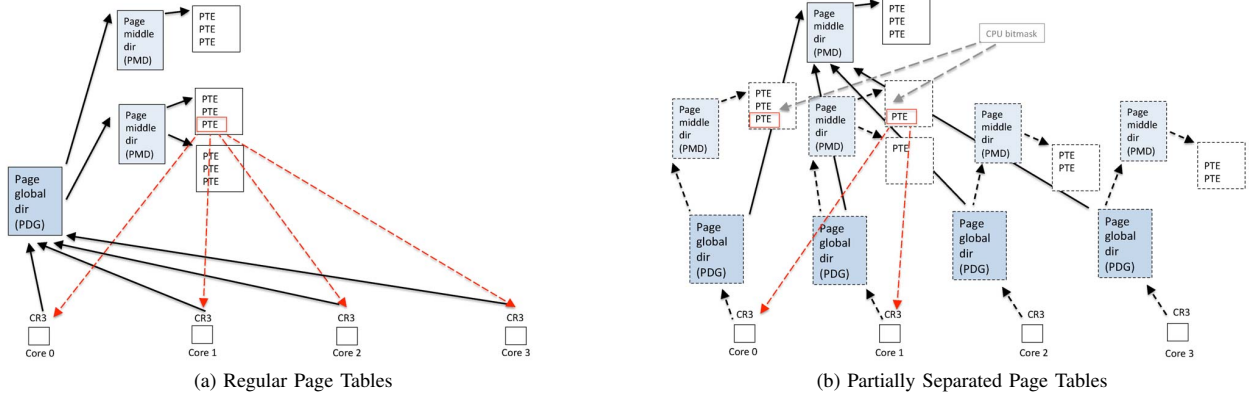 Page
middle
dir
(PMD)
PTE
PTE
PTE
Page
middle
dir
(PMD)
PTE
PTE
PTE
PTE
PTE
PTE
Page
global
dir
(PDG)
CR3
CR3
CR3
CR3
Core 0
Core 1
Core 2
Core 3
(a) Regular Page Tables
Page
middle
dir
(PMD)
PTE
PTE
PTE
CPU bitmask
Page
middle
dir
(PMD)
PTE
PTE
PTE
Page
middle
dir
(PMD)
PTE
PTE
Page
middle
dir
(PMD)
PTE
PTE
Page
middle
dir
(PMD)
PTE
PTE
Page
global
dir
(PDG)
Page
global
dir
(PDG)
Page
global
dir
(PDG)
Page
global
dir
(PDG)
CR3
CR3
CR3
CR3
Core 0
Core 1
Core 2
Core 3
(b) Partially Separated Page Tables